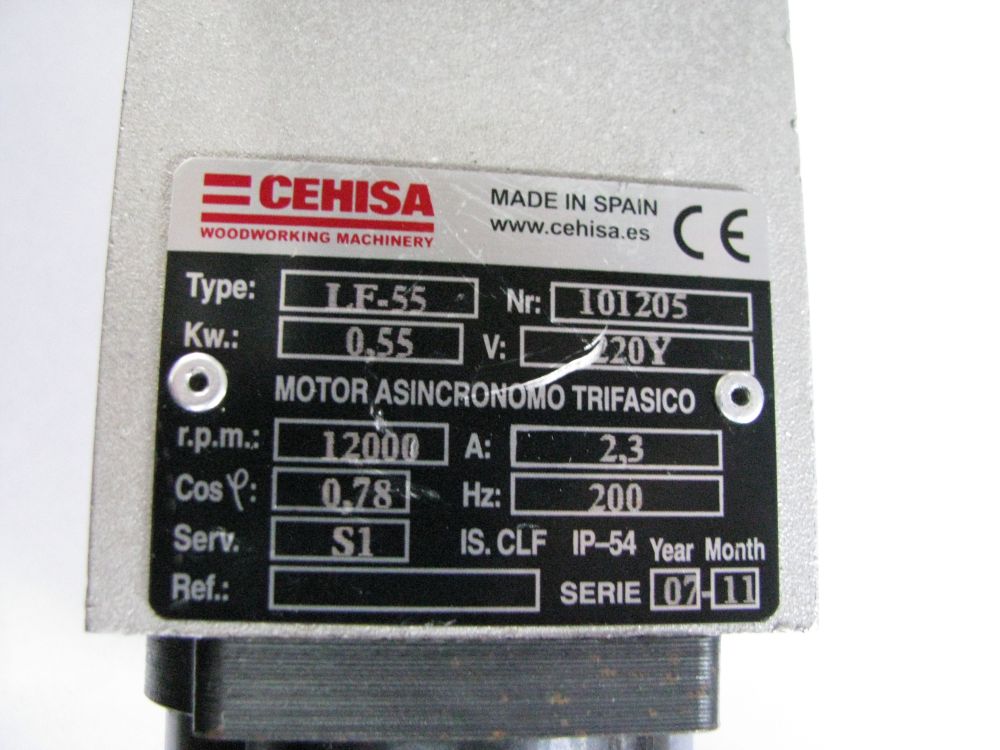 CEHISA
WOODWORKING MACHINERY
MADE IN SPAIN
www.cehisa.es
CE
Type: LF-55 Nr: 101205
Kw.: 0,55 V: 220Y
MOTOR ASINCRONOMO TRIFASICO
r.p.m.: 12000 A: 2,3
Cos φ: 0,78 Hz: 200
Serv. S1 IS. CLF IP-54 Year Month
Ref.: SERIE 07-11